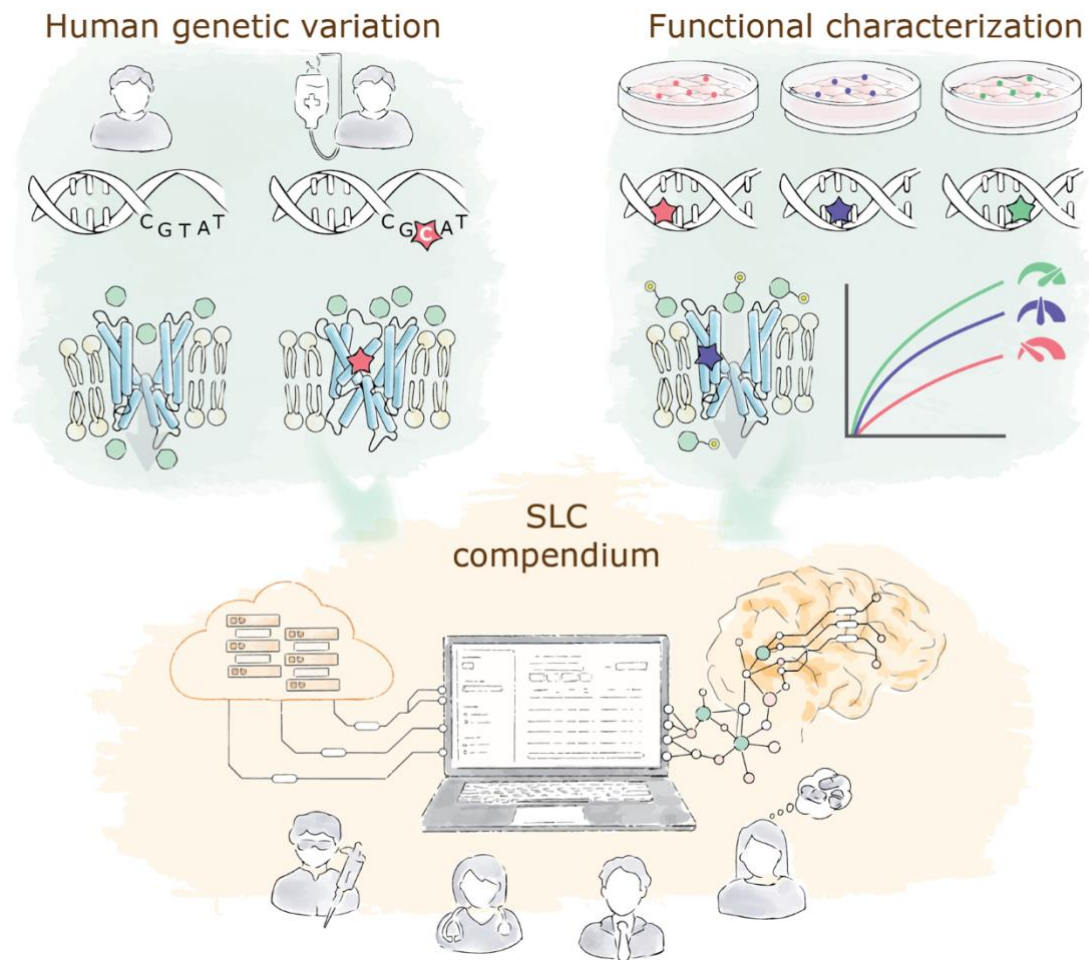 Human genetic variation
Functional characterization
CGTAT
CGCAT
SLC
compendium